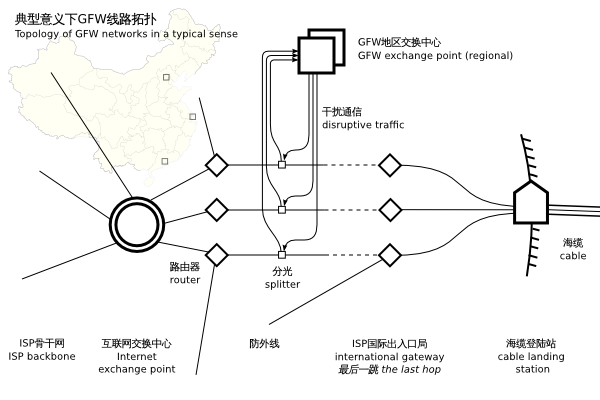 典型意义下GFW线路拓扑
Topology of GFW networks in a typical sense
GFW地区交换中心
GFW exchange point (regional)
干扰通信
disruptive traffic
海缆
cable
路由器
router
分光
splitter
ISP骨干网
ISP backbone
互联网交换中心
Internet
exchange point
防外线
ISP国际出入口局
international gateway
最后一跳 the last hop
海缆登陆站
cable landing
station